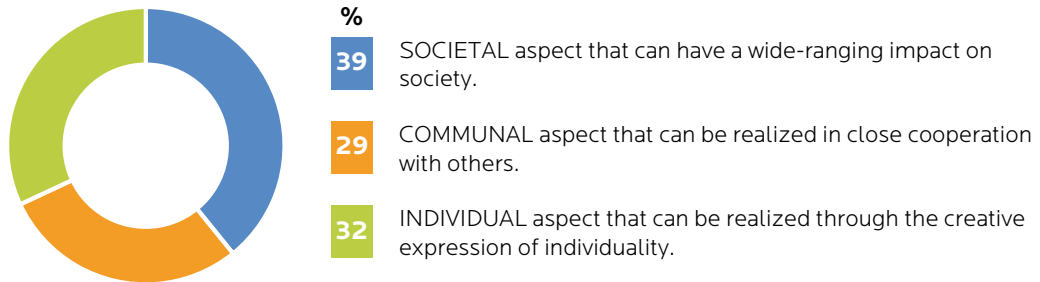 %
39 SOCIETAL aspect that can have a wide-ranging impact on
society.
29 COMMUNAL aspect that can be realized in close cooperation
with others.
32 INDIVIDUAL aspect that can be realized through the creative
expression of individuality.